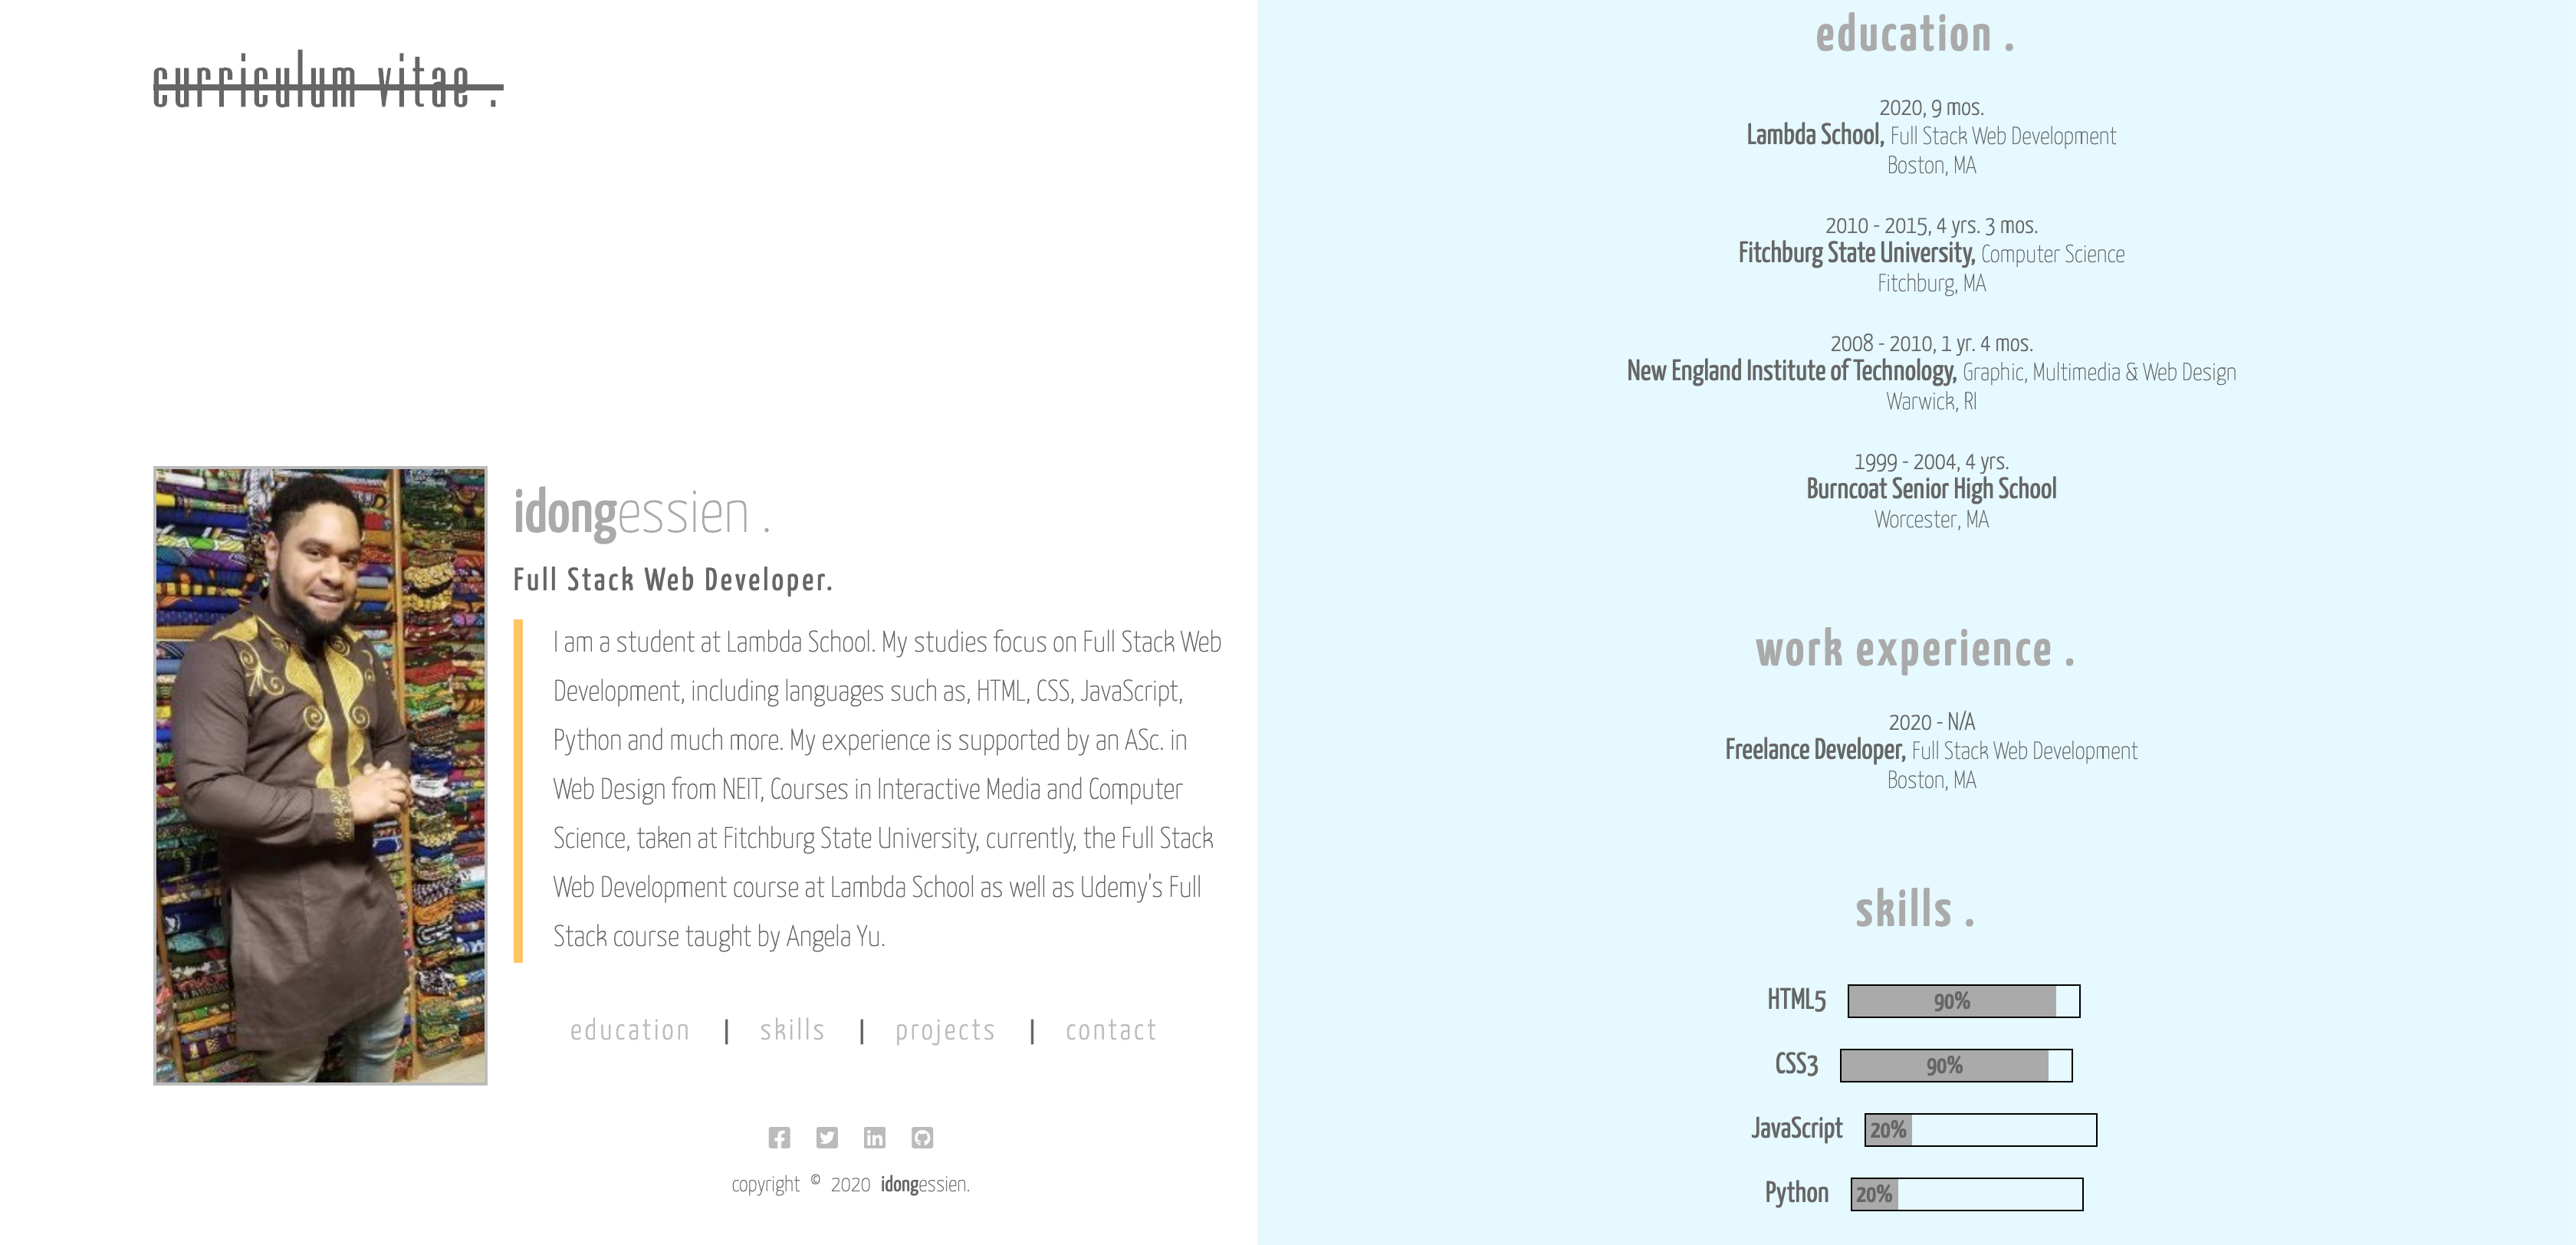 curriculum vitae .
idongessien .
Full Stack Web Developer.
I am a student at Lambda School. My studies focus on Full Stack Web
Development, including languages such as, HTML, CSS, JavaScript,
Python and much more. My experience is supported by an ASc. in
Web Design from NEIT, Courses in Interactive Media and Computer
Science, taken at Fitchburg State University, currently, the Full Stack
Web Development course at Lambda School as well as Udemy's Full
Stack course taught by Angela Yu.
education | skills | projects | contact
copyright © 2020 idongessien.
education .
2020, 9 mos.
Lambda School, Full Stack Web Development
Boston, MA
2010 - 2015, 4 yrs. 3 mos.
Fitchburg State University, Computer Science
Fitchburg, MA
2008 - 2010, 1 yr. 4 mos.
New England Institute of Technology, Graphic, Multimedia & Web Design
Warwick, RI
1999 - 2004, 4 yrs.
Burncoat Senior High School
Worcester, MA
work experience .
2020 - N/A
Freelance Developer, Full Stack Web Development
Boston, MA
skills .
HTML5 90%
CSS3 90%
JavaScript 20%
Python 20%